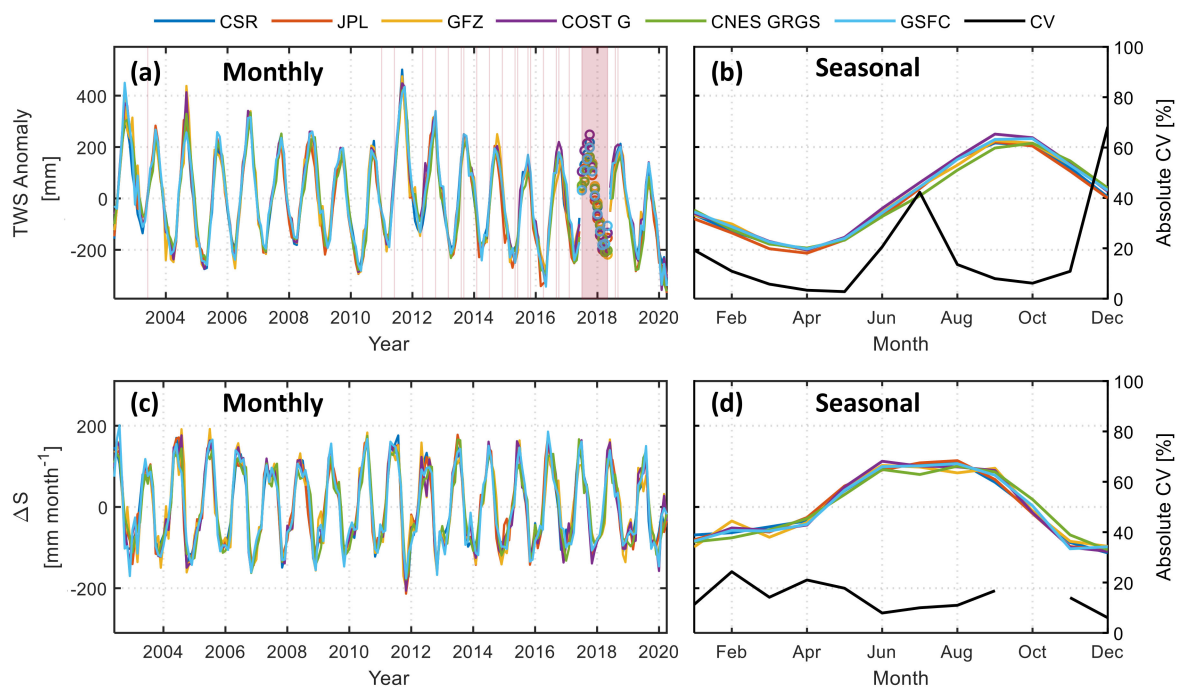 CSR JPL GFZ COST G CNES GRGS GSFC CV
(a) Monthly
TWS Anomaly
[mm]
400
200
0
-200
2004 2006 2008 2010 2012 2014 2016 2018 2020
Year
(b) Seasonal
100
80
60
40
20
0
Absolute CV [%]
Feb Apr Jun Aug Oct Dec
Month
(c) Monthly
Δ S
[mm month⁻¹]
200
0
-200
2004 2006 2008 2010 2012 2014 2016 2018 2020
Year
(d) Seasonal
100
80
60
40
20
0
Absolute CV [%]
Feb Apr Jun Aug Oct Dec
Month